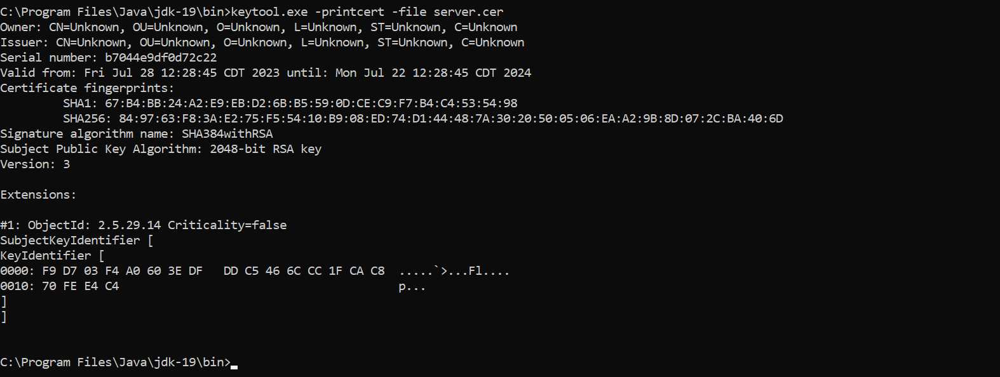 C:\Program Files\Java\jdk-19\bin>keytool.exe -printcert -file server.cer
Owner: CN=Unknown, OU=Unknown, O=Unknown, L=Unknown, ST=Unknown, C=Unknown
Issuer: CN=Unknown, OU=Unknown, O=Unknown, L=Unknown, ST=Unknown, C=Unknown
Serial number: b7044e9df0d72c22
Valid from: Fri Jul 28 12:28:45 CDT 2023 until: Mon Jul 22 12:28:45 CDT 2024
Certificate fingerprints:
SHA1: 67:B4:BB:24:A2:E9:EB:D2:6B:B5:59:0D:CE:C9:F7:B4:C4:53:54:98
SHA256: 84:97:63:F8:3A:E2:75:F5:54:10:B9:08:ED:74:D1:44:48:7A:30:20:50:05:06:EA:A2:9B:8D:07:2C:BA:40:6D
Signature algorithm name: SHA384withRSA
Subject Public Key Algorithm: 2048-bit RSA key
Version: 3
Extensions:
#1: ObjectId: 2.5.29.14 Criticality=false
SubjectKeyIdentifier [
KeyIdentifier [
0000: F9 D7 03 F4 A0 60 3E DF   DD C5 46 6C CC 1F CA C8  .....`>...Fl....
0010: 70 FE E4 C4                                        p...
]
]
C:\Program Files\Java\jdk-19\bin>